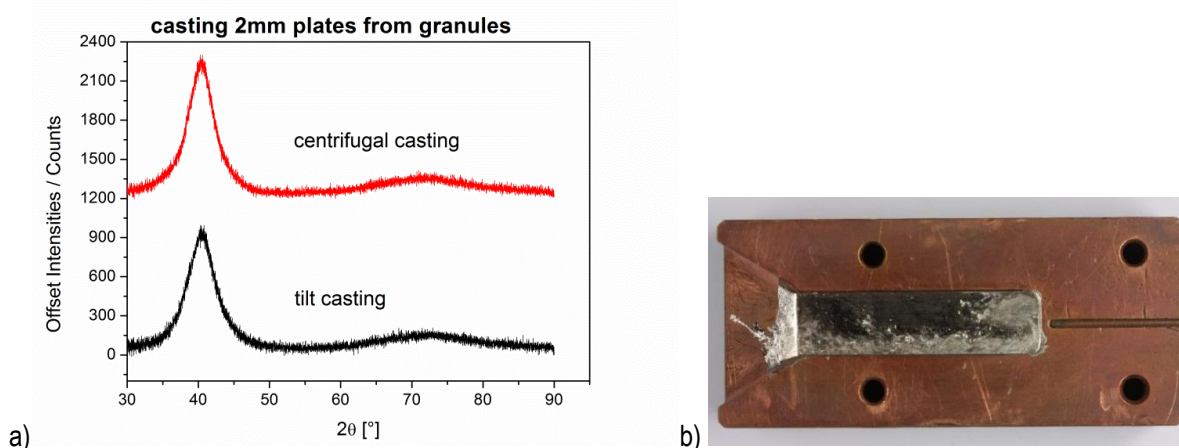 casting 2mm plates from granules
2400
2100
1800
1500
1200
900
600
300
0
Offset Intensities / Counts
centrifugal casting
tilt casting
30 40 50 60 70 80 90
2θ [°]
a)
b)